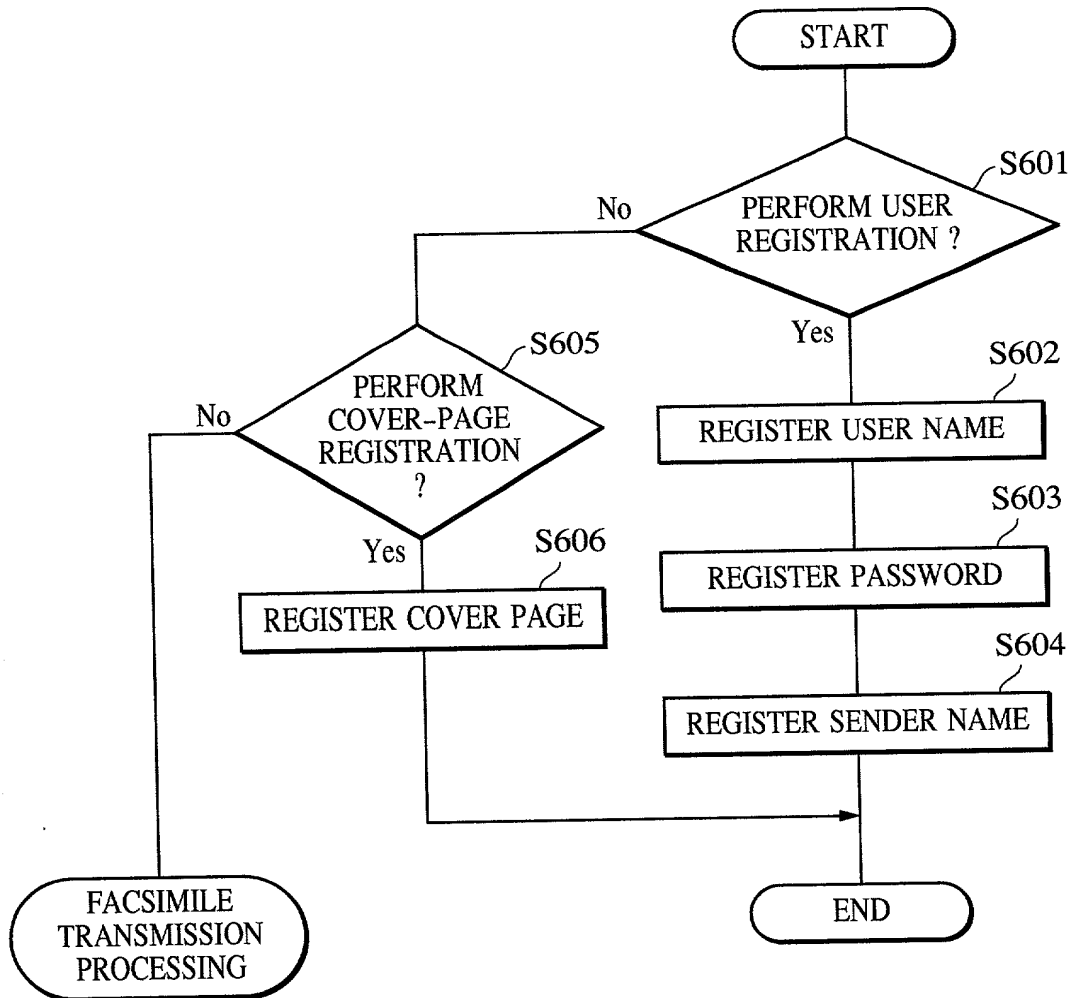 START
S601
PERFORM USER
REGISTRATION ?
No
Yes
S605
PERFORM
COVER-PAGE
REGISTRATION
?
No
Yes
S602
REGISTER USER NAME
S603
REGISTER PASSWORD
S606
REGISTER COVER PAGE
S604
REGISTER SENDER NAME
FACSIMILE
TRANSMISSION
PROCESSING
END